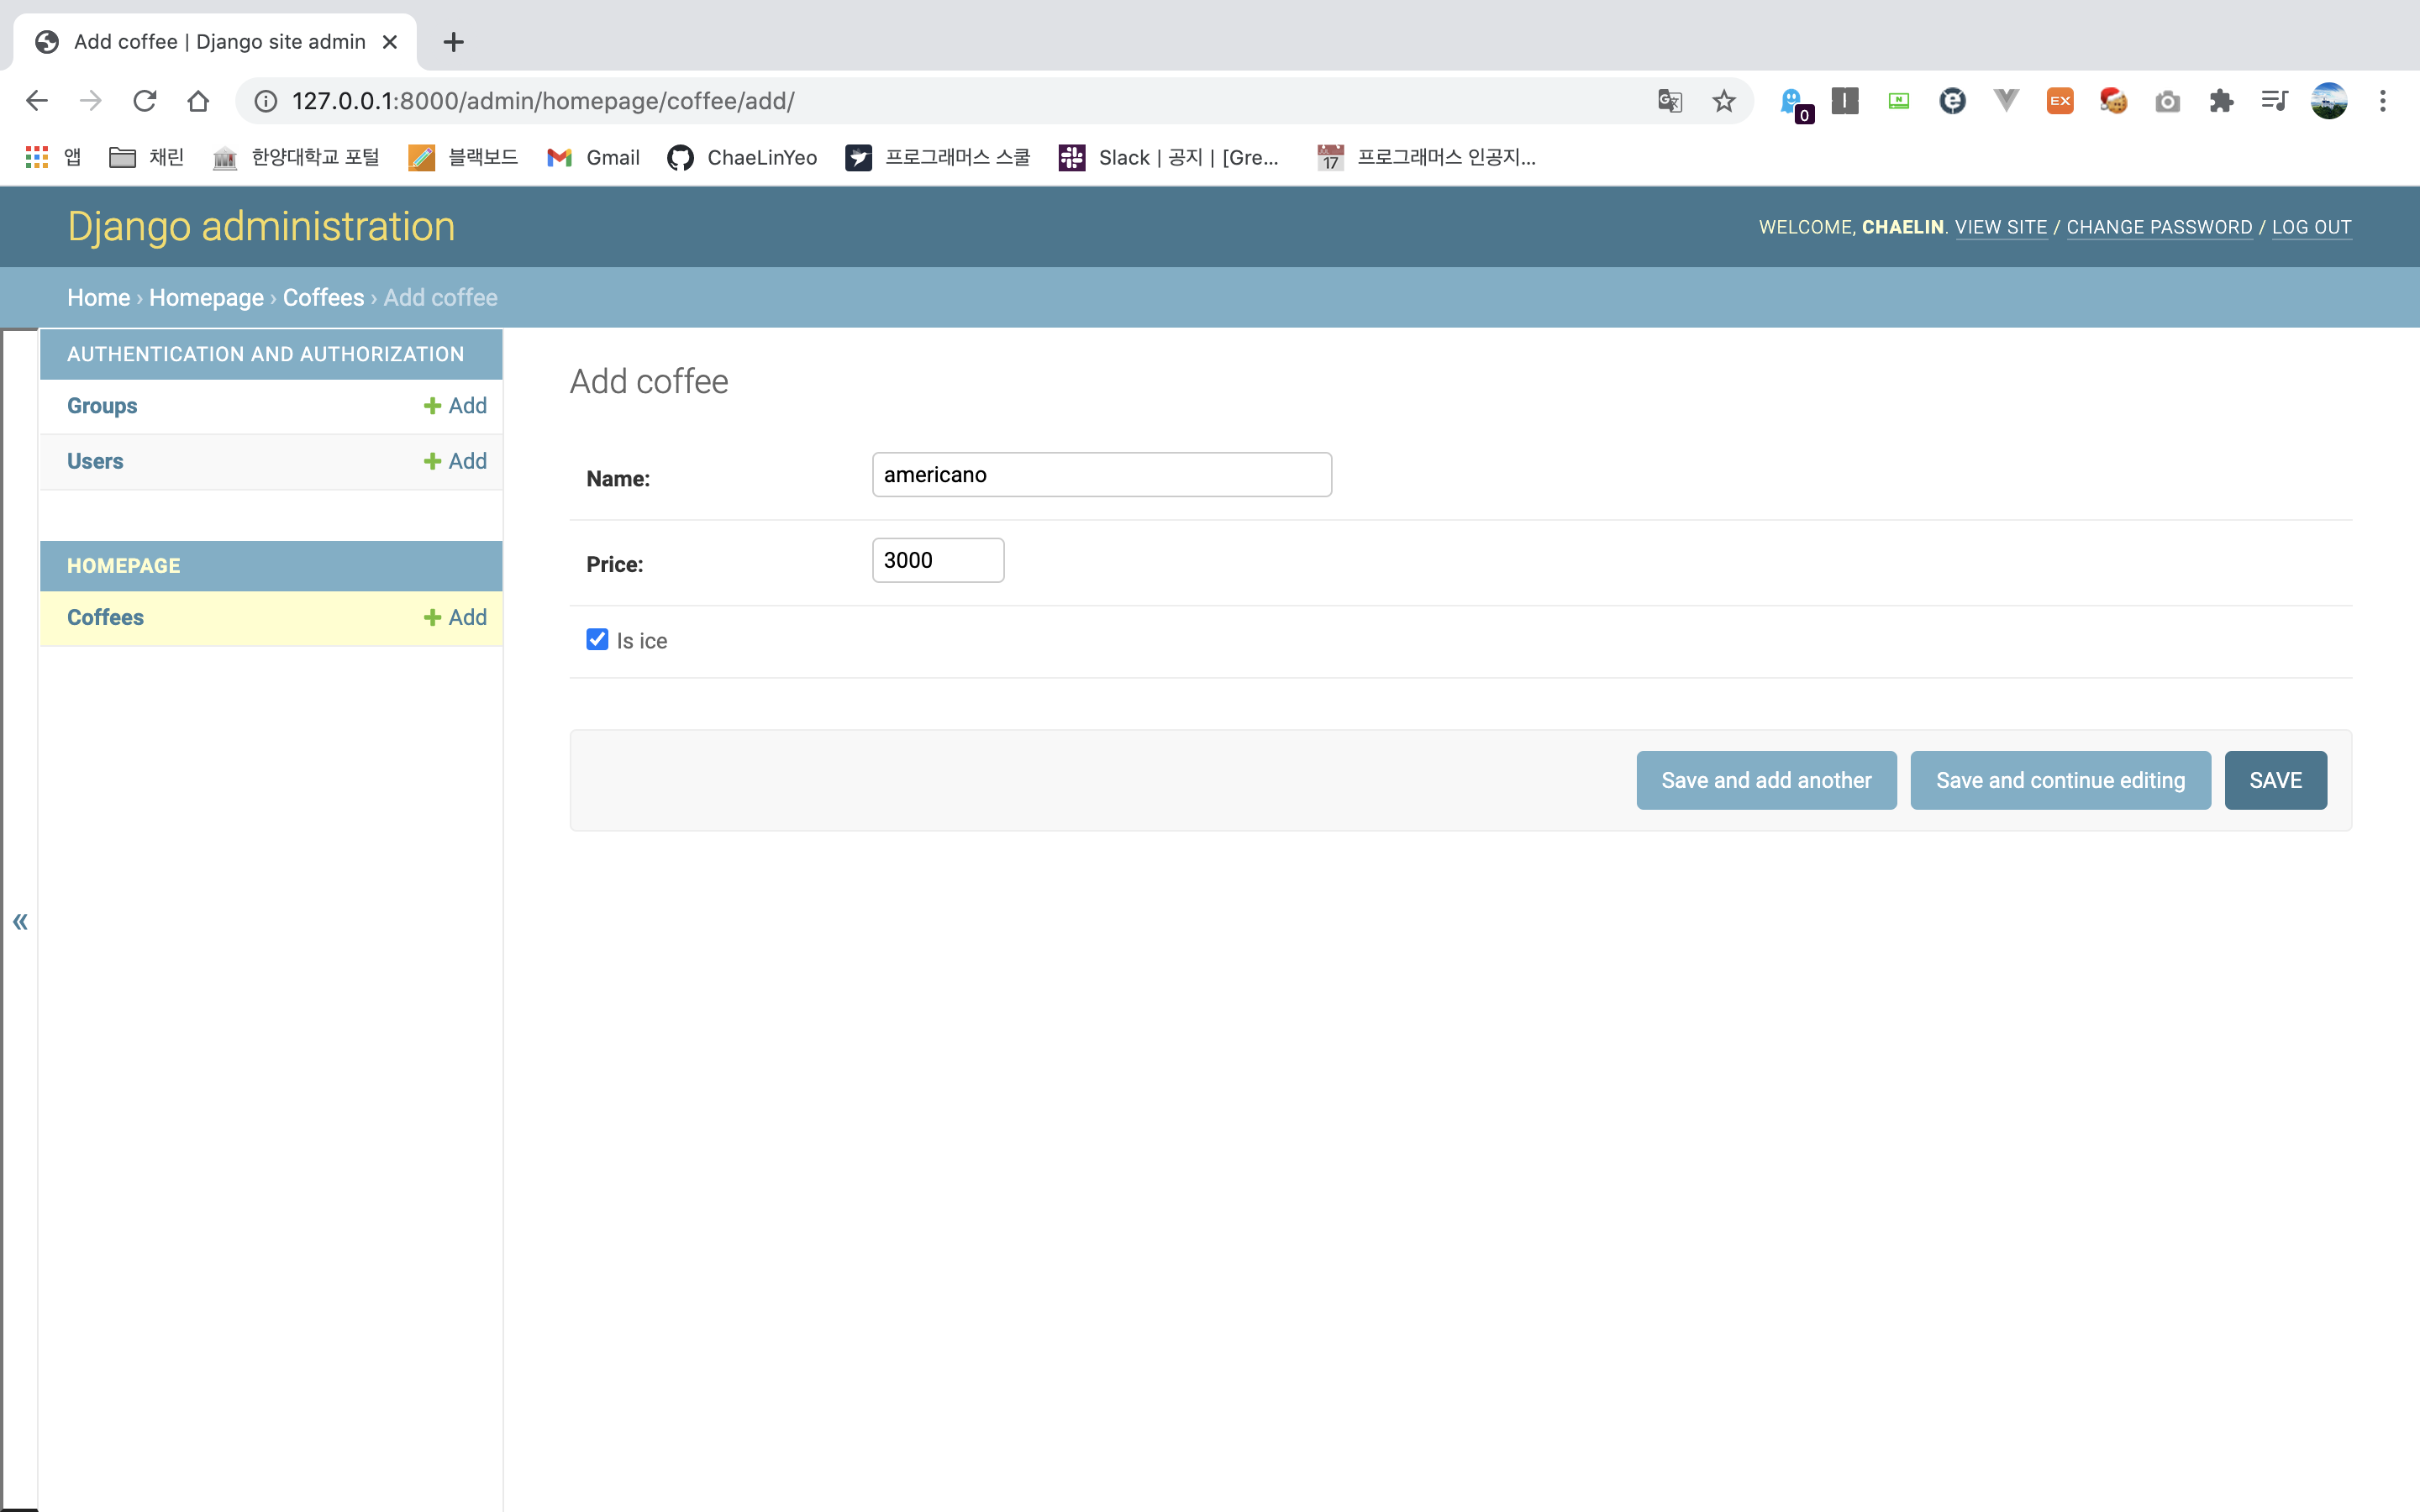 Add coffee | Django site admin
127.0.0.1:8000/admin/homepage/coffee/add/
0
EX
앱 채린 한양대학교 포털 블랙보드 Gmail ChaeLinYeo 프로그래머스 스쿨 Slack | 공지 | [Gre... 17 프로그래머스 인공지...
Django administration
WELCOME, CHAELIN. VIEW SITE / CHANGE PASSWORD / LOG OUT
Home › Homepage › Coffees › Add coffee
AUTHENTICATION AND AUTHORIZATION
Groups + Add
Users + Add
HOMEPAGE
Coffees + Add
«
Add coffee
Name: americano
Price: 3000
Is ice
Save and add another Save and continue editing SAVE